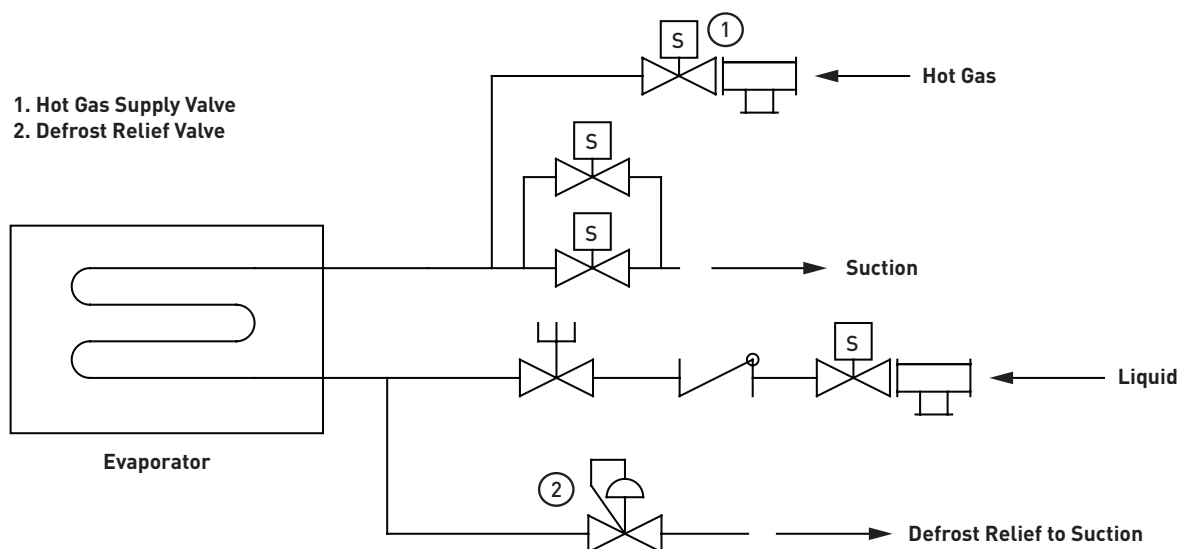 1
S
Hot Gas
1. Hot Gas Supply Valve
2. Defrost Relief Valve
S
S
Suction
S
Liquid
Evaporator
2
Defrost Relief to Suction